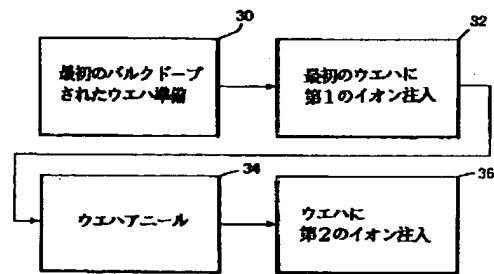 30
最初のバルクドープ
されたウエハ準備
32
最初のウエハに
第1のイオン注入
34
ウエハアニール
36
ウエハに
第2のイオン注入